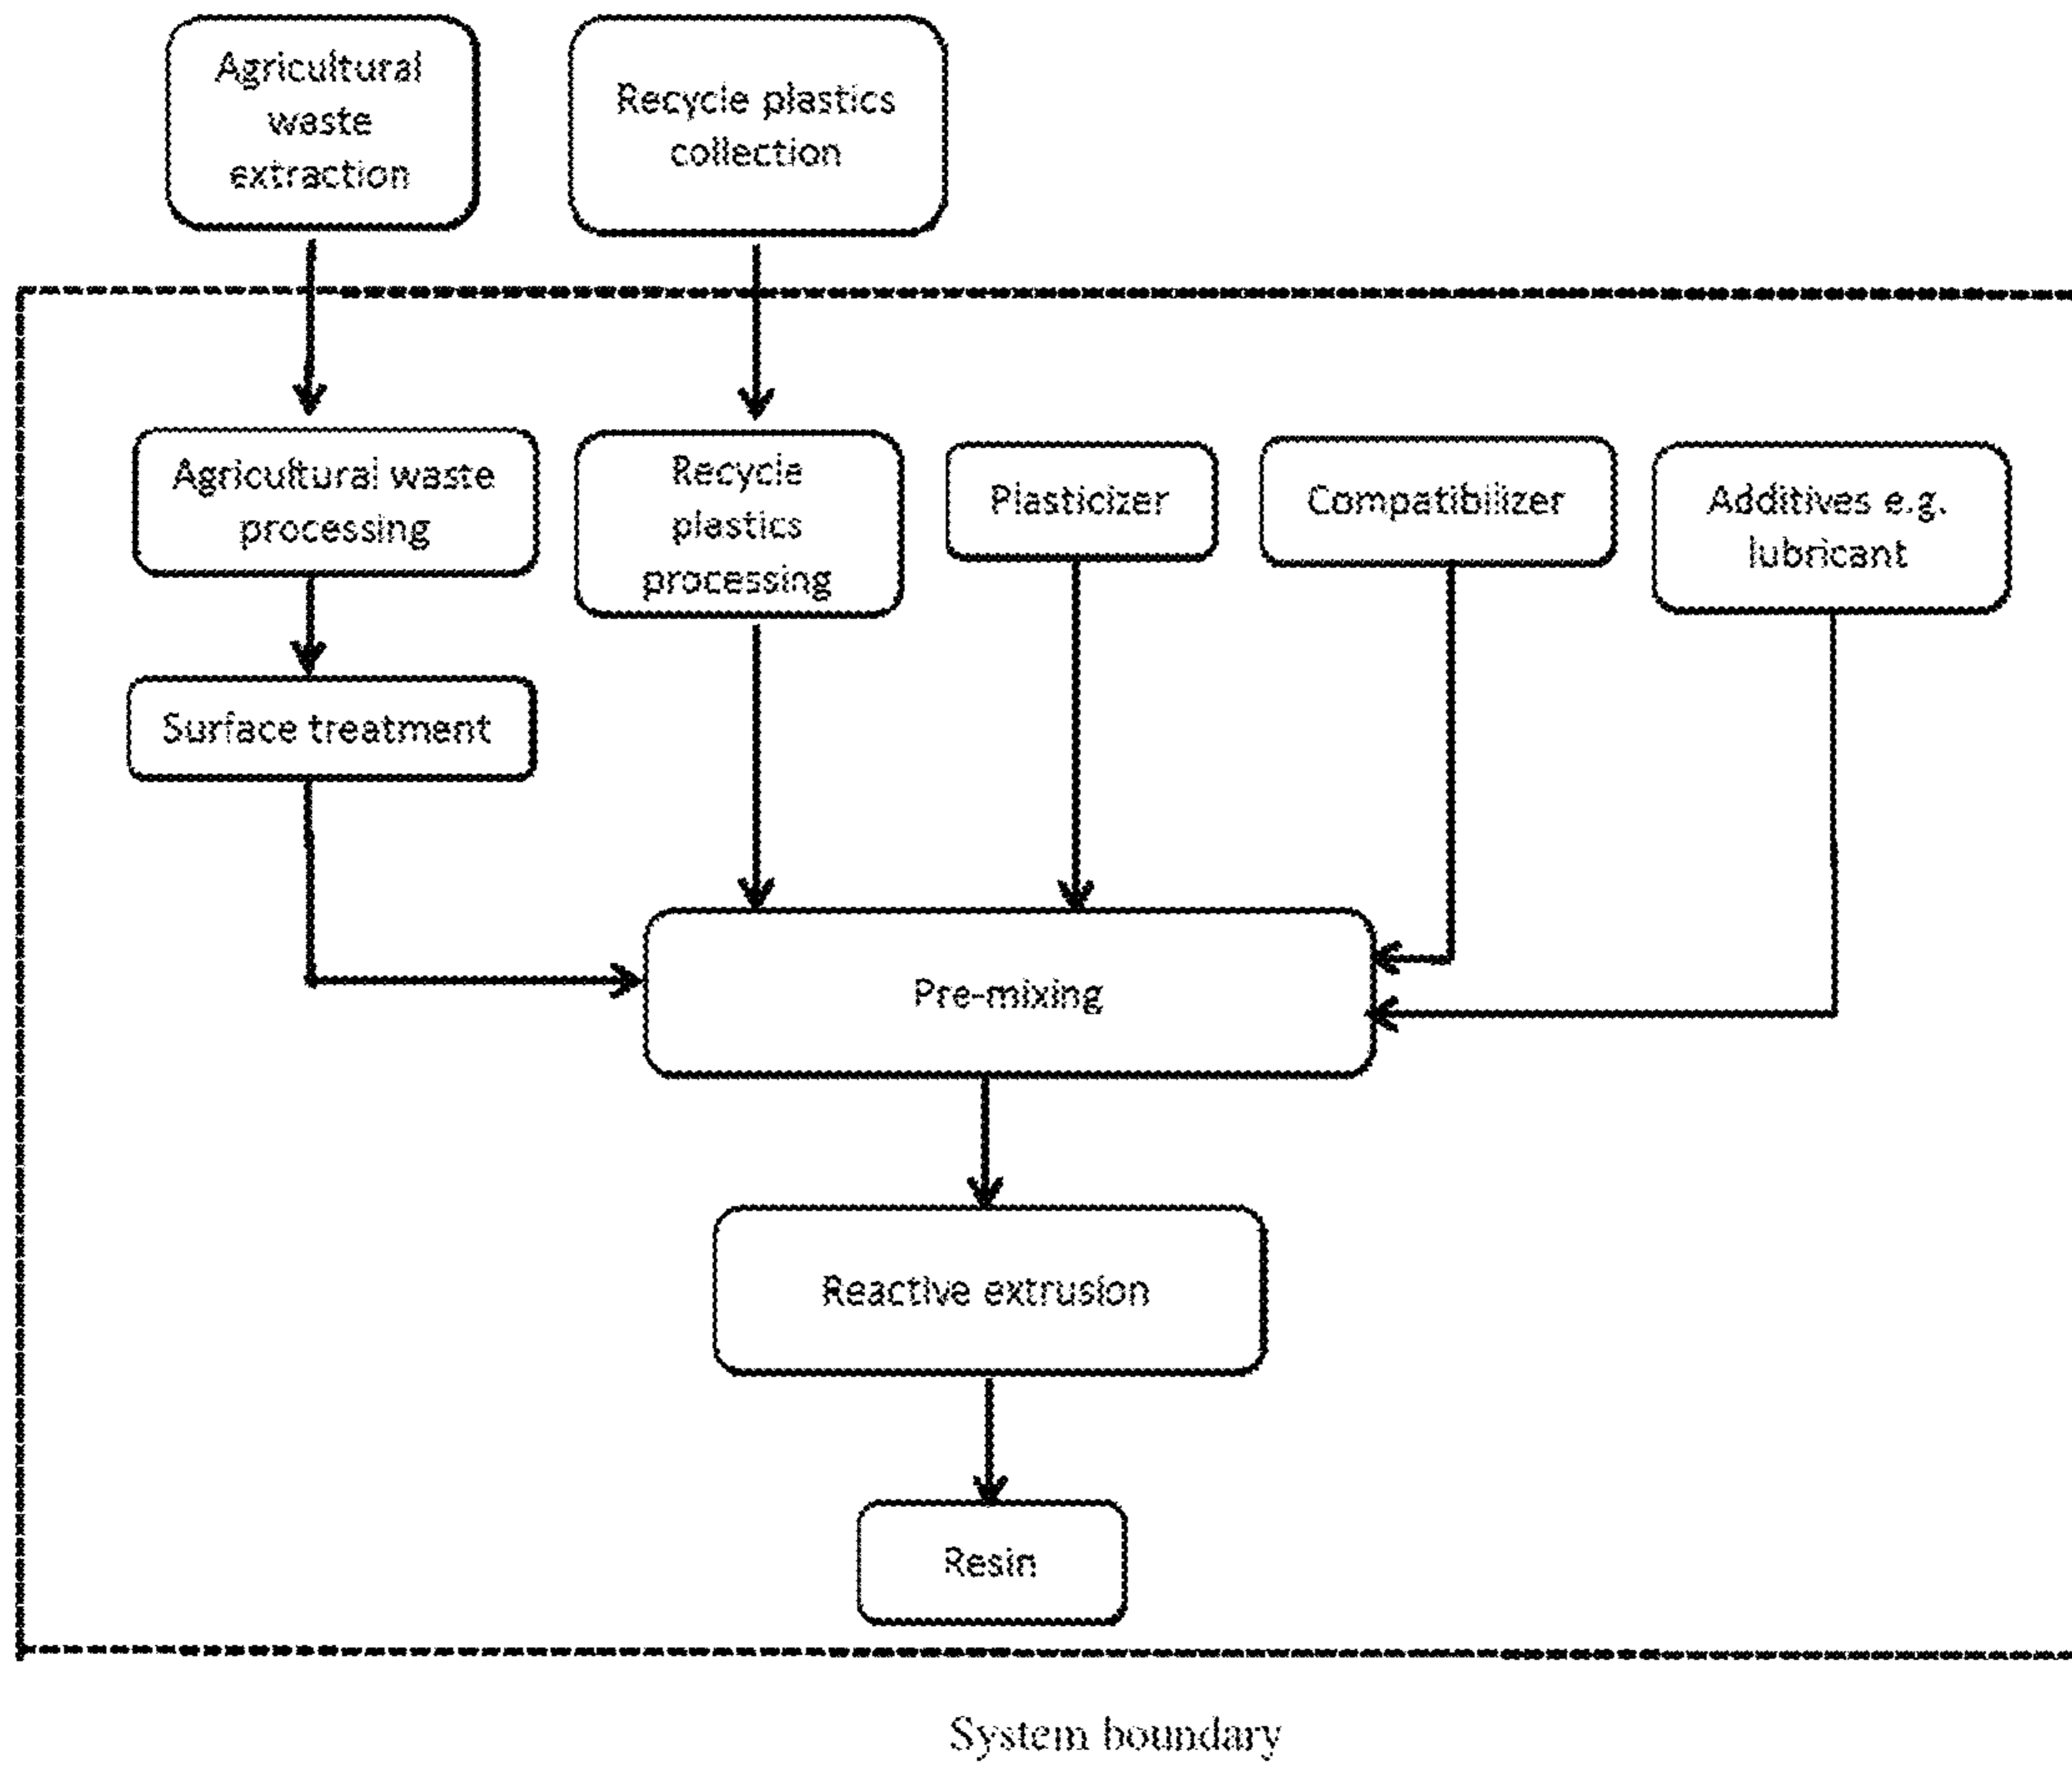 Agricultural
waste
extraction
Recycle plastics
collection
Agricultural waste
processing
Recycle
plastics
processing
Plasticizer
Compatibilizer
Additives e.g.
lubricant
Surface treatment
Pre-mixing
Reactive extrusion
Resin
System boundary